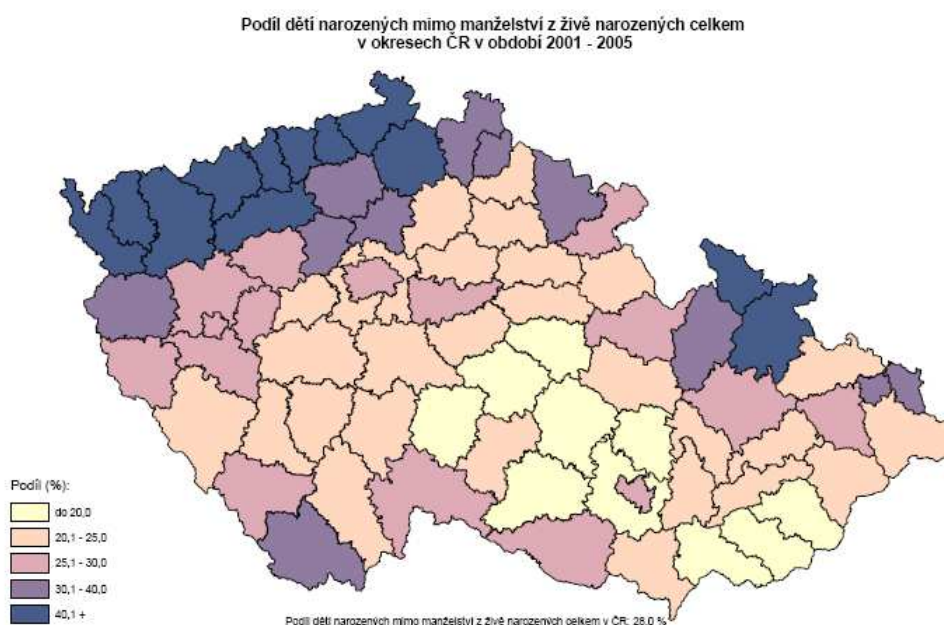 Podíl dětí narozených mimo manželství z živě narozených celkem
v okresech ČR v období 2001 - 2005
Podíl (%):
do 20,0
20,1 - 25,0
25,1 - 30,0
30,1 - 40,0
40,1 +
Podíl dětí narozených mimo manželství z živě narozených celkem v ČR: 28,0 %